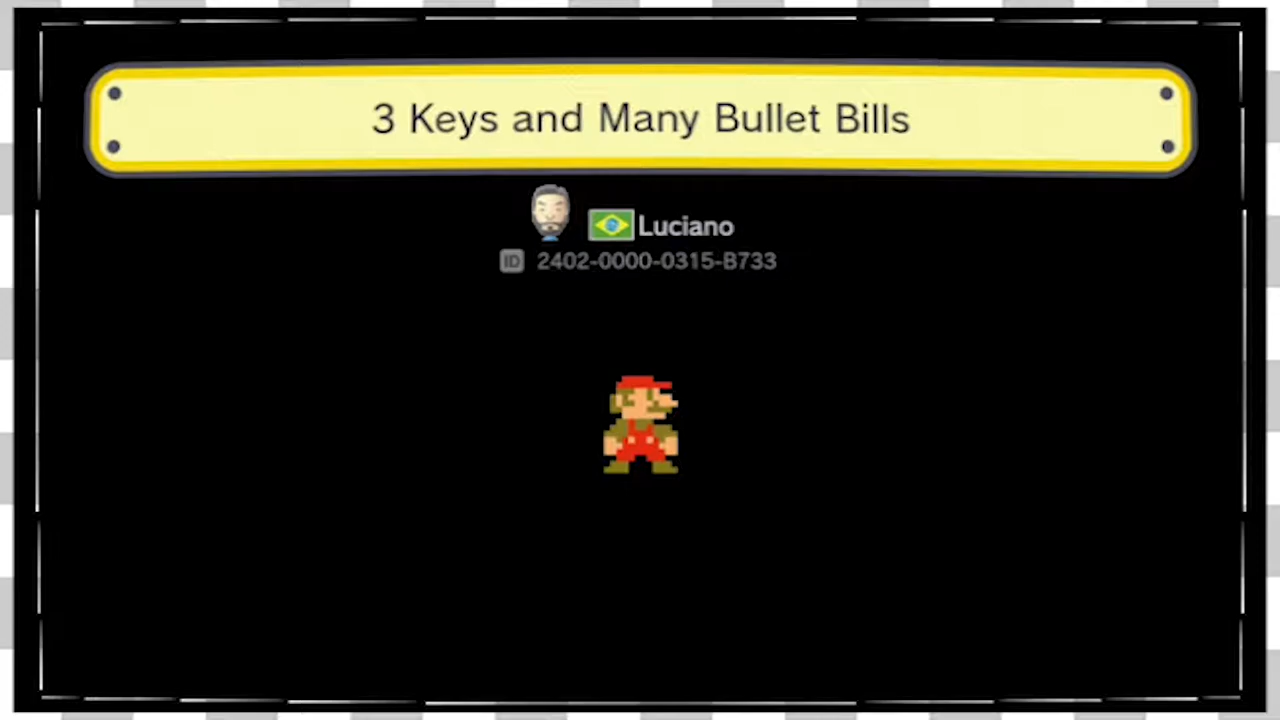 3 Keys and Many Bullet Bills
Luciano
ID 2402-0000-0315-B733